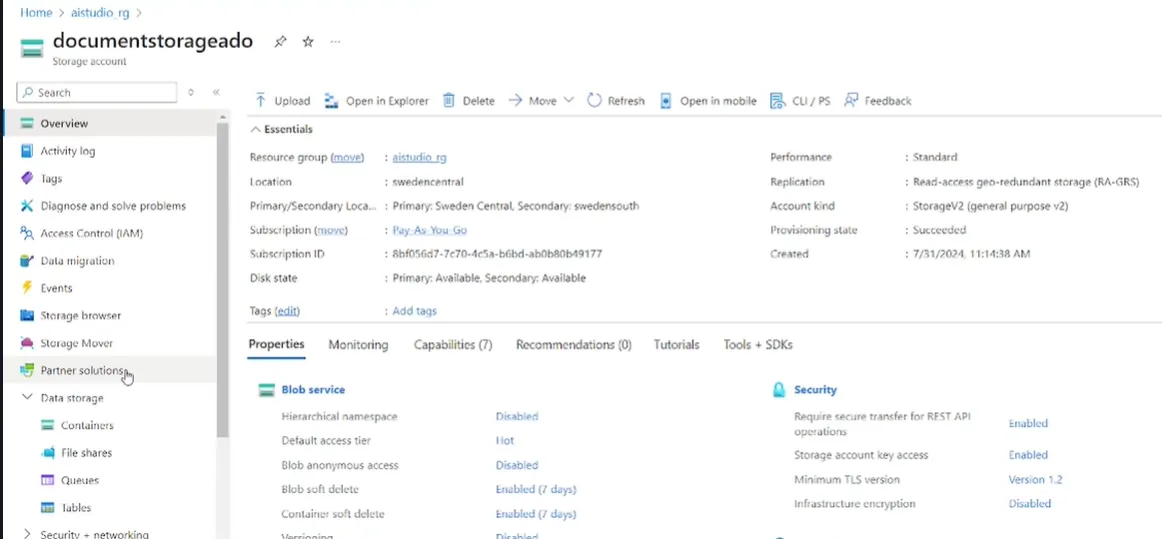 Home > aistudio_rg >
documentstorageado
Storage account
Search
Upload Open in Explorer Delete Move Refresh Open in mobile CLI / PS Feedback
Overview
Activity log
Tags
Diagnose and solve problems
Access Control (IAM)
Data migration
Events
Storage browser
Storage Mover
Partner solutions
Data storage
Containers
File shares
Queues
Tables
Security + networking
Essentials
Resource group (move) : aistudio_rg
Location : swedencentral
Primary/Secondary Loca... : Primary: Sweden Central, Secondary: swedensouth
Subscription (move) : Pay-As-You-Go
Subscription ID : 8bf056d7-7c70-4c5a-b6bd-ab0b80b49177
Disk state : Primary: Available, Secondary: Available
Tags (edit) : Add tags
Performance : Standard
Replication : Read-access geo-redundant storage (RA-GRS)
Account kind : StorageV2 (general purpose v2)
Provisioning state : Succeeded
Created : 7/31/2024, 11:14:38 AM
Properties Monitoring Capabilities (7) Recommendations (0) Tutorials Tools + SDKs
Blob service
Hierarchical namespace Disabled
Default access tier Hot
Blob anonymous access Disabled
Blob soft delete Enabled (7 days)
Container soft delete Enabled (7 days)
Versioning Disabled
Security
Require secure transfer for REST API
operations Enabled
Storage account key access Enabled
Minimum TLS version Version 1.2
Infrastructure encryption Disabled